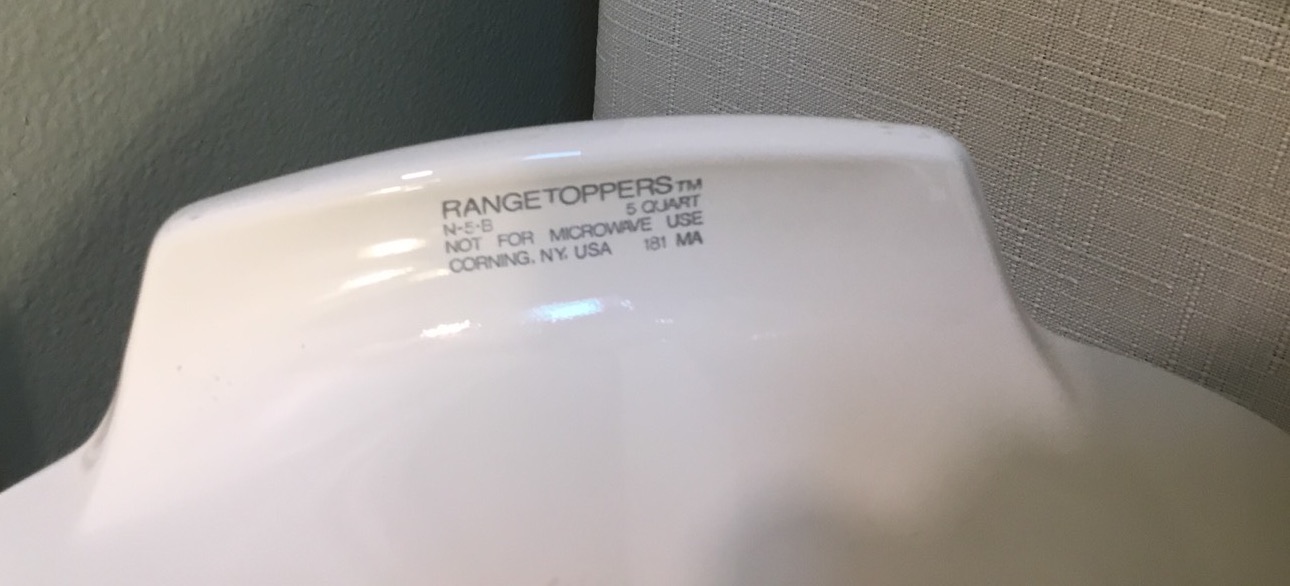 RANGETOPPERS™
N-5-B 5 QUART
NOT FOR MICROWAVE USE
CORNING, NY, USA 181 MA